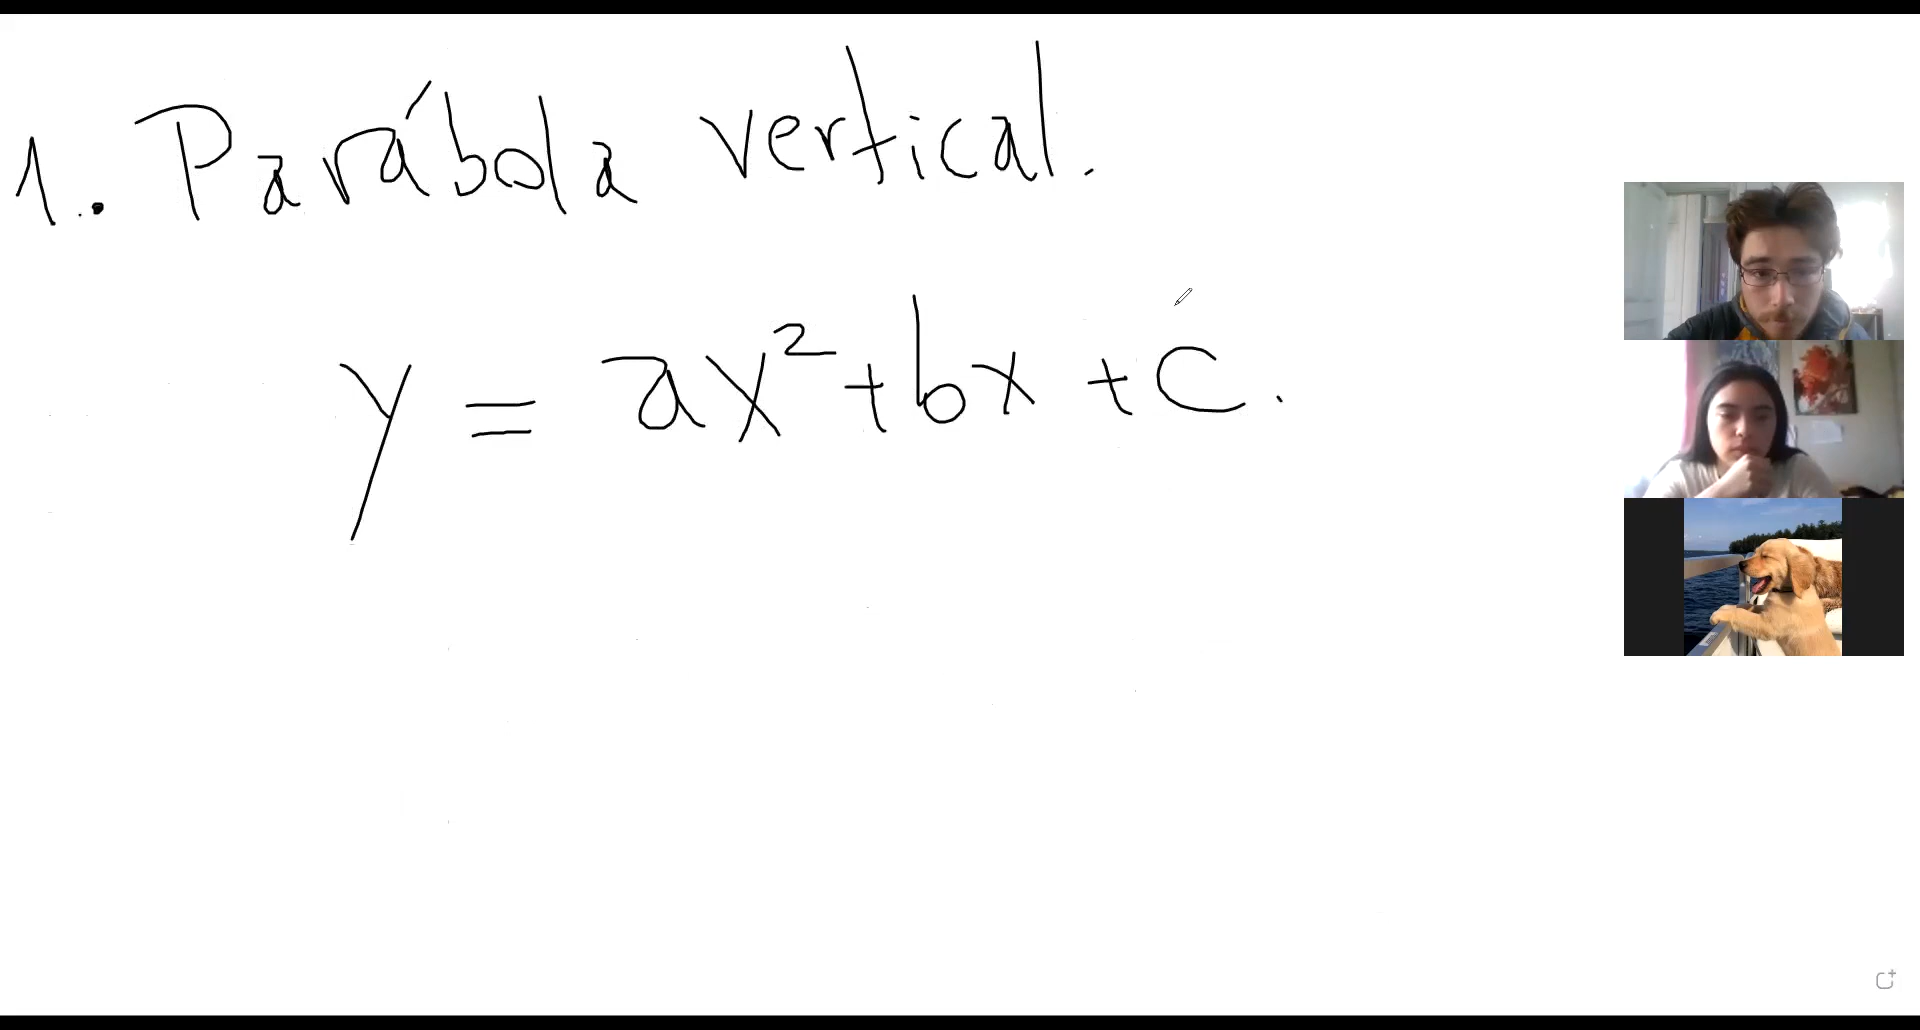 1. Parábola vertical.
y = ax² + bx + c.